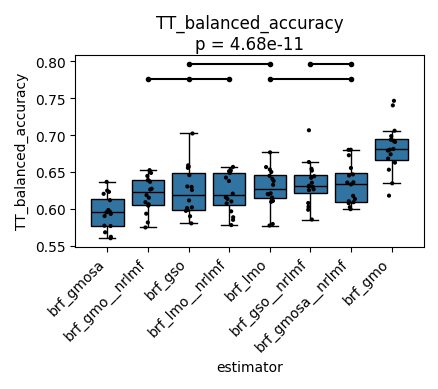 TT_balanced_accuracy
p = 4.68e-11
TT_balanced_accuracy
0.80
0.75
0.70
0.65
0.60
0.55
brf_gmosa
brf_gmo__nrlmf
brf_gso
brf_lmo__nrlmf
brf_lmo
brf_gso__nrlmf
brf_gmosa__nrlmf
brf_gmo
estimator